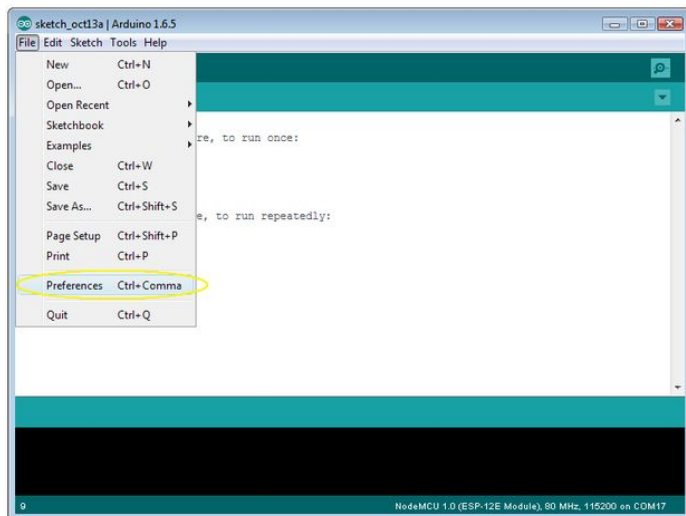 sketch_oct13a | Arduino 1.6.5
File Edit Sketch Tools Help
New Ctrl+N
Open... Ctrl+O
Open Recent
Sketchbook
Examples
Close Ctrl+W
Save Ctrl+S
Save As... Ctrl+Shift+S
Page Setup Ctrl+Shift+P
Print Ctrl+P
Preferences Ctrl+Comma
Quit Ctrl+Q
re, to run once:
e, to run repeatedly:
9 NodeMCU 1.0 (ESP-12E Module), 80 MHz, 115200 on COM17